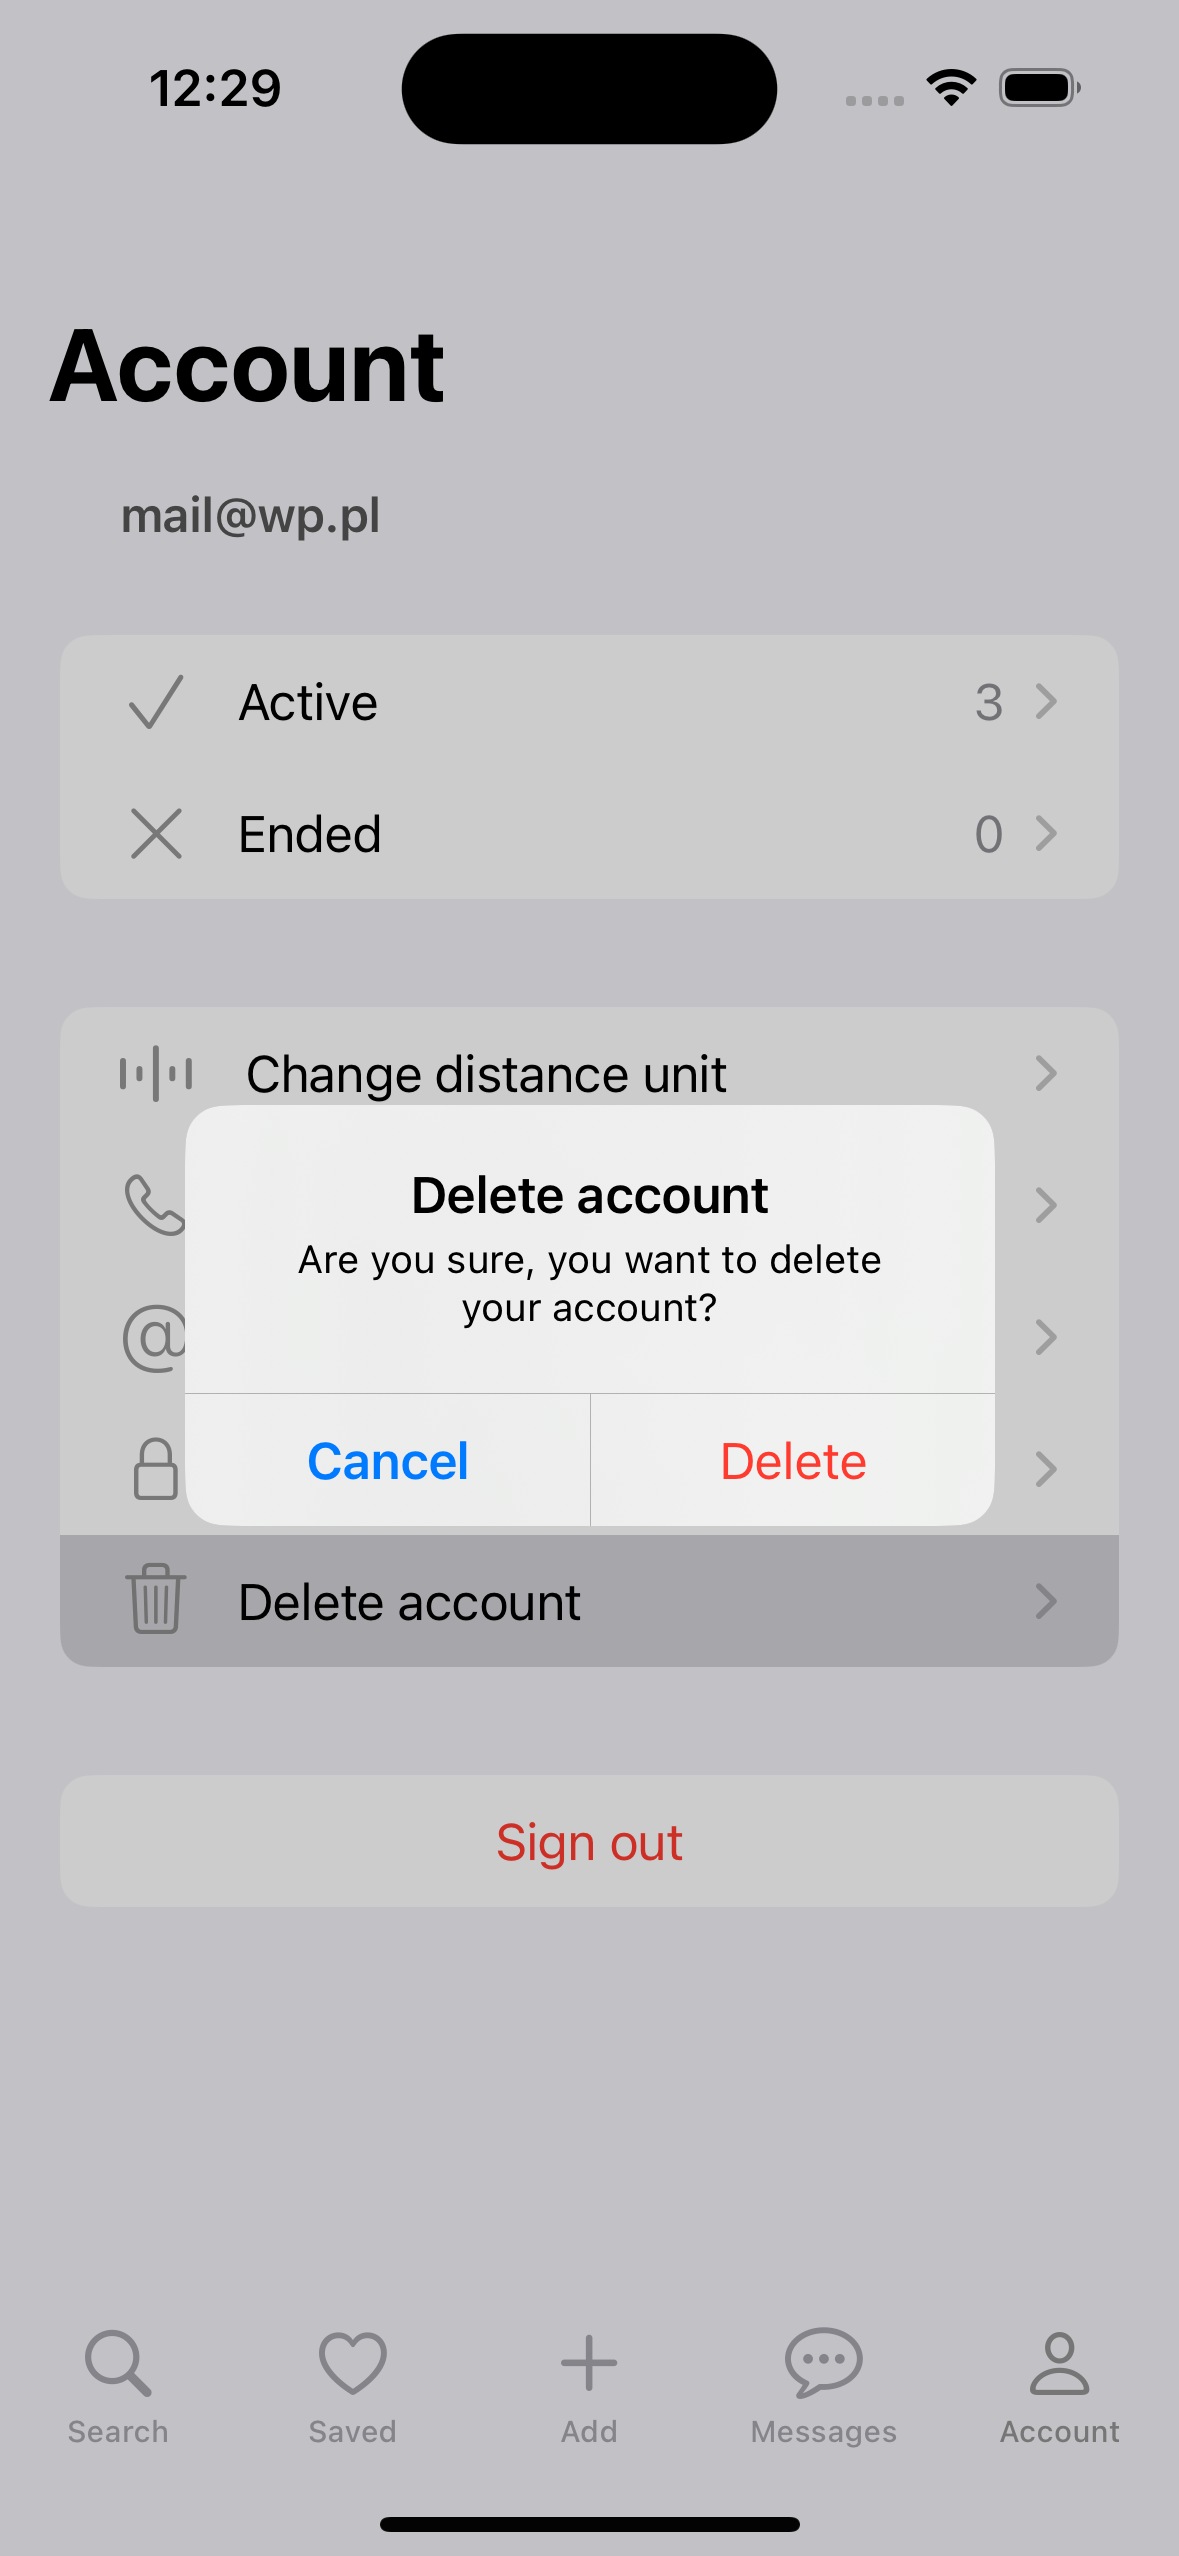 12:29
Account
mail@wp.pl
Active 3
Ended 0
Change distance unit
Delete account
Are you sure, you want to delete
your account?
Cancel Delete
Delete account
Sign out
Search Saved Add Messages Account